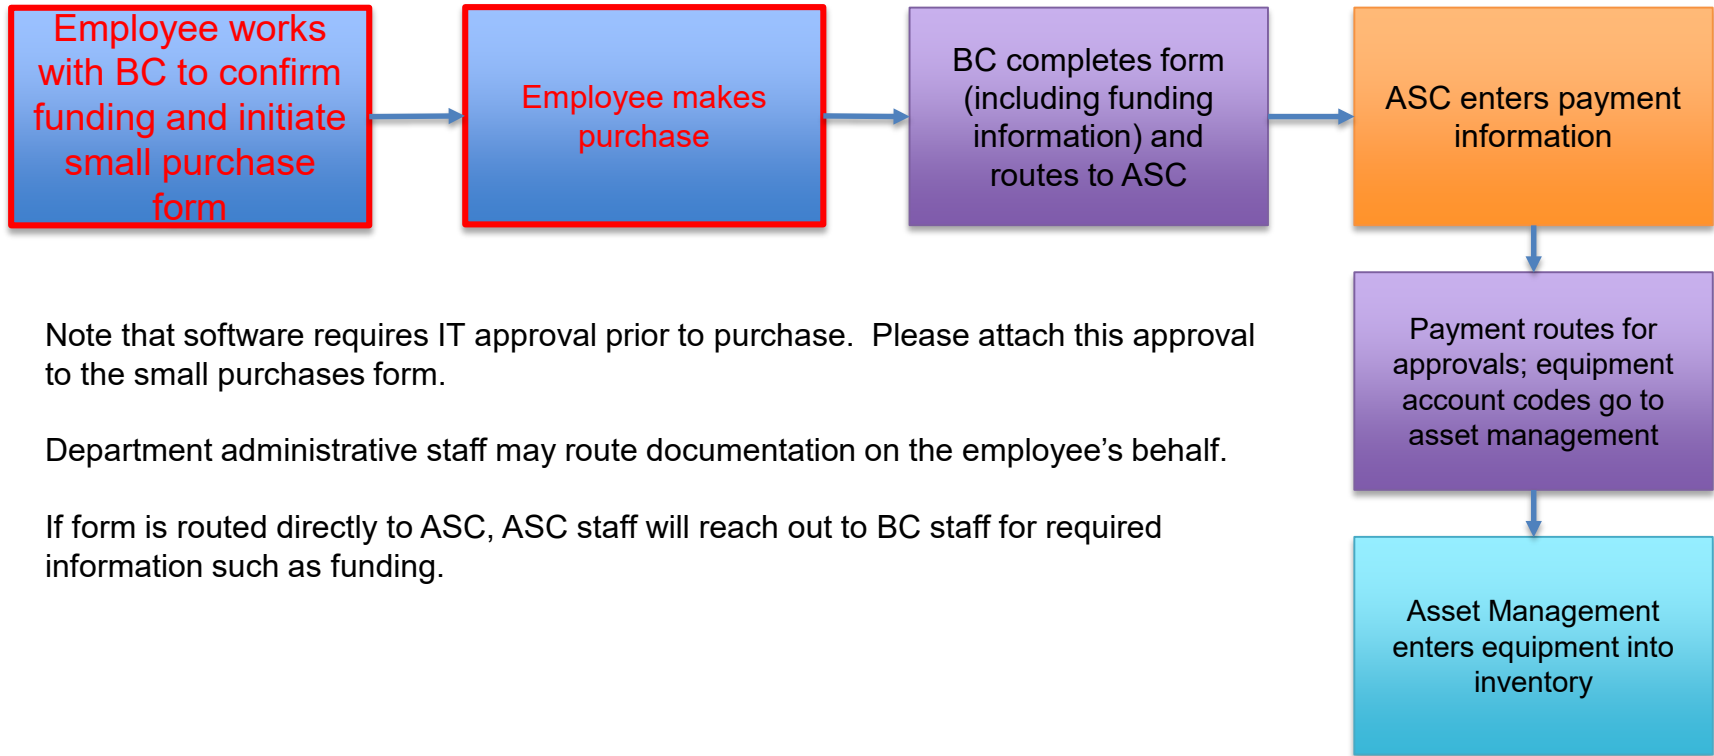 Employee works
with BC to confirm
funding and initiate
small purchase
form
Employee makes
purchase
BC completes form
(including funding
information) and
routes to ASC
ASC enters payment
information
Payment routes for
approvals; equipment
account codes go to
asset management
Asset Management
enters equipment into
inventory
Note that software requires IT approval prior to purchase.  Please attach this approval
to the small purchases form.
Department administrative staff may route documentation on the employee’s behalf.
If form is routed directly to ASC, ASC staff will reach out to BC staff for required
information such as funding.